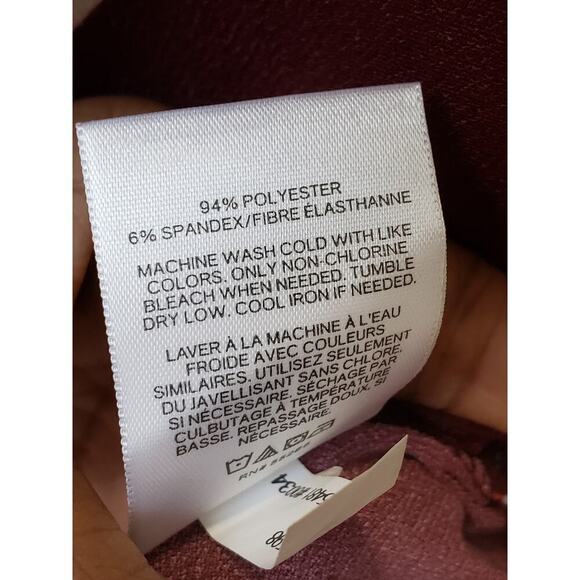 94% POLYESTER
6% SPANDEX/FIBRE ÉLASTHANNE
MACHINE WASH COLD WITH LIKE
COLORS. ONLY NON-CHLORINE
BLEACH WHEN NEEDED. TUMBLE
DRY LOW. COOL IRON IF NEEDED.
LAVER À LA MACHINE À L'EAU
FROIDE AVEC COULEURS
SIMILAIRES. UTILISEZ SEULEMENT
DU JAVELLISANT SANS CHLORE,
SI NÉCESSAIRE. SÉCHAGE PAR
CULBUTAGE À TEMPÉRATURE
BASSE. REPASSAGE DOUX, SI
NÉCESSAIRE.
RN#